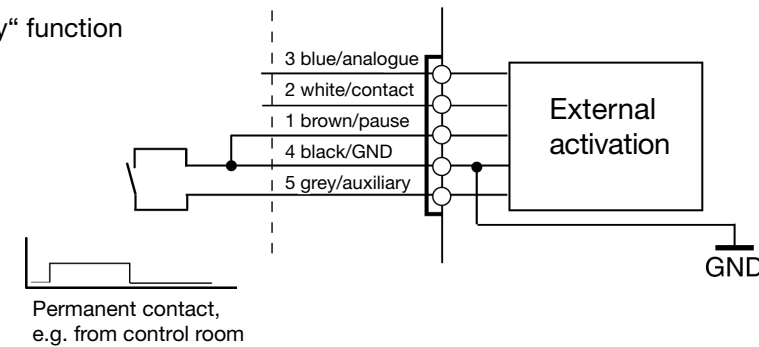 y“ function
3 blue/analogue
2 white/contact
1 brown/pause
4 black/GND
5 grey/auxiliary
External
activation
GND
Permanent contact,
e.g. from control room